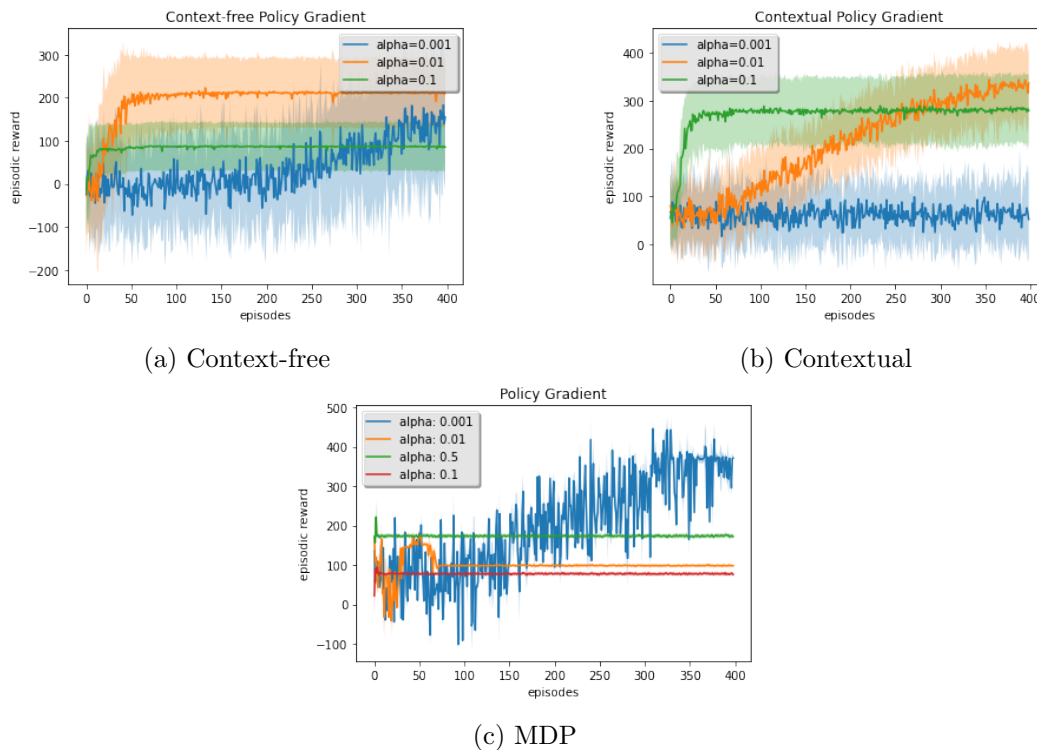 Context-free Policy Gradient
alpha=0.001
alpha=0.01
alpha=0.1
episodic reward
300
200
100
0
−100
−200
0 50 100 150 200 250 300 350 400
episodes
(a) Context-free
Contextual Policy Gradient
alpha=0.001
alpha=0.01
alpha=0.1
episodic reward
400
300
200
100
0
0 50 100 150 200 250 300 350 400
episodes
(b) Contextual
Policy Gradient
alpha: 0.001
alpha: 0.01
alpha: 0.5
alpha: 0.1
episodic reward
500
400
300
200
100
0
−100
0 50 100 150 200 250 300 350 400
episodes
(c) MDP